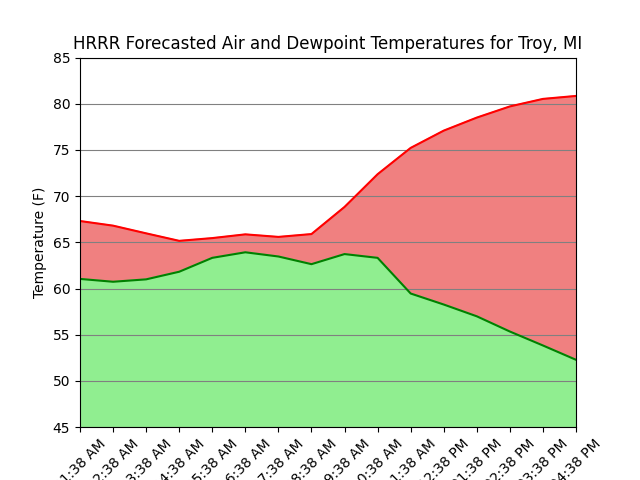 HRRR Forecasted Air and Dewpoint Temperatures for Troy, MI
85
80
75
70
65
60
55
50
45
Temperature (F)
1:38 AM
2:38 AM
3:38 AM
4:38 AM
5:38 AM
6:38 AM
7:38 AM
8:38 AM
9:38 AM
0:38 AM
1:38 AM
2:38 PM
01:38 PM
02:38 PM
03:38 PM
04:38 PM